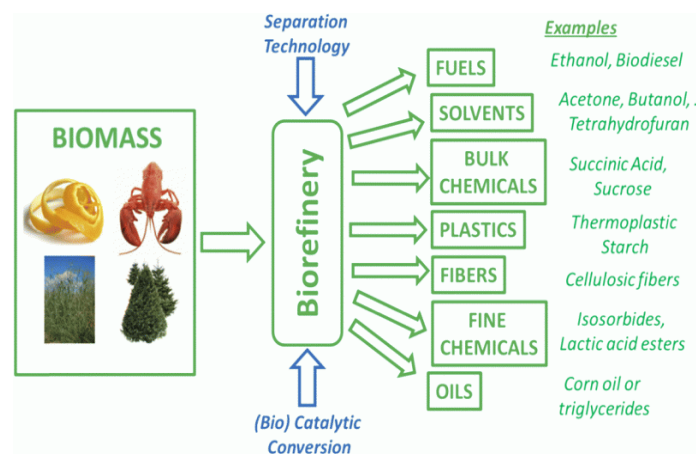 Separation
Technology
Examples
BIOMASS
Biorefinery
FUELS
Ethanol, Biodiesel
SOLVENTS
Acetone, Butanol,
Tetrahydrofuran
BULK
CHEMICALS
Succinic Acid,
Sucrose
PLASTICS
Thermoplastic
Starch
FIBERS
Cellulosic fibers
FINE
CHEMICALS
Isosorbides,
Lactic acid esters
OILS
Corn oil or
triglycerides
(Bio) Catalytic
Conversion